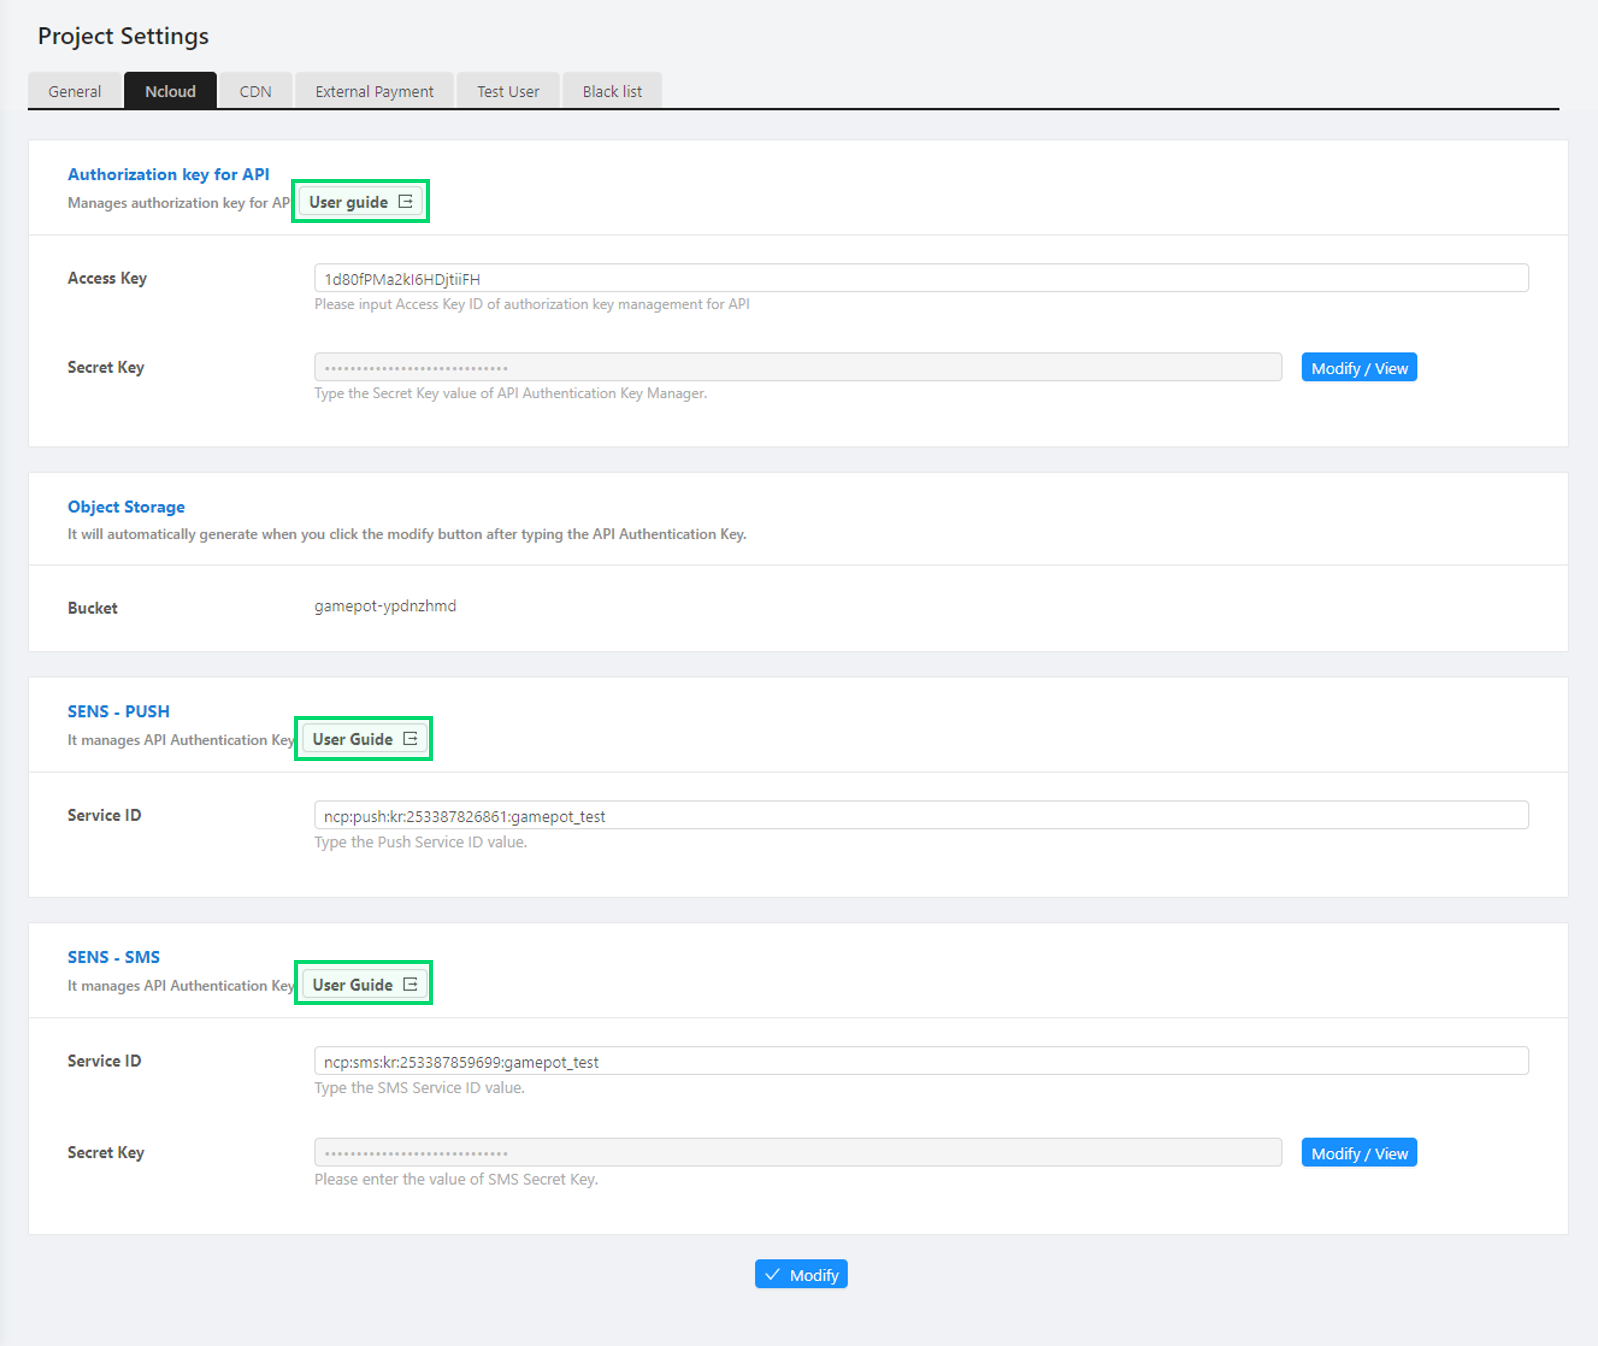 Project Settings
General Ncloud CDN External Payment Test User Black list
Authorization key for API
Manages authorization key for AP User guide
Access Key 1d80fPMa2kI6HDjtiiFH
Please input Access Key ID of authorization key management for API
Secret Key ••••••••••••••••••••••••••••• Modify / View
Type the Secret Key value of API Authentication Key Manager.
Object Storage
It will automatically generate when you click the modify button after typing the API Authentication Key.
Bucket gamepot-ypdnzhmd
SENS - PUSH
It manages API Authentication Key User Guide
Service ID ncp:push:kr:253387826861:gamepot_test
Type the Push Service ID value.
SENS - SMS
It manages API Authentication Key User Guide
Service ID ncp:sms:kr:253387859699:gamepot_test
Type the SMS Service ID value.
Secret Key ••••••••••••••••••••••••••••• Modify / View
Please enter the value of SMS Secret Key.
Modify